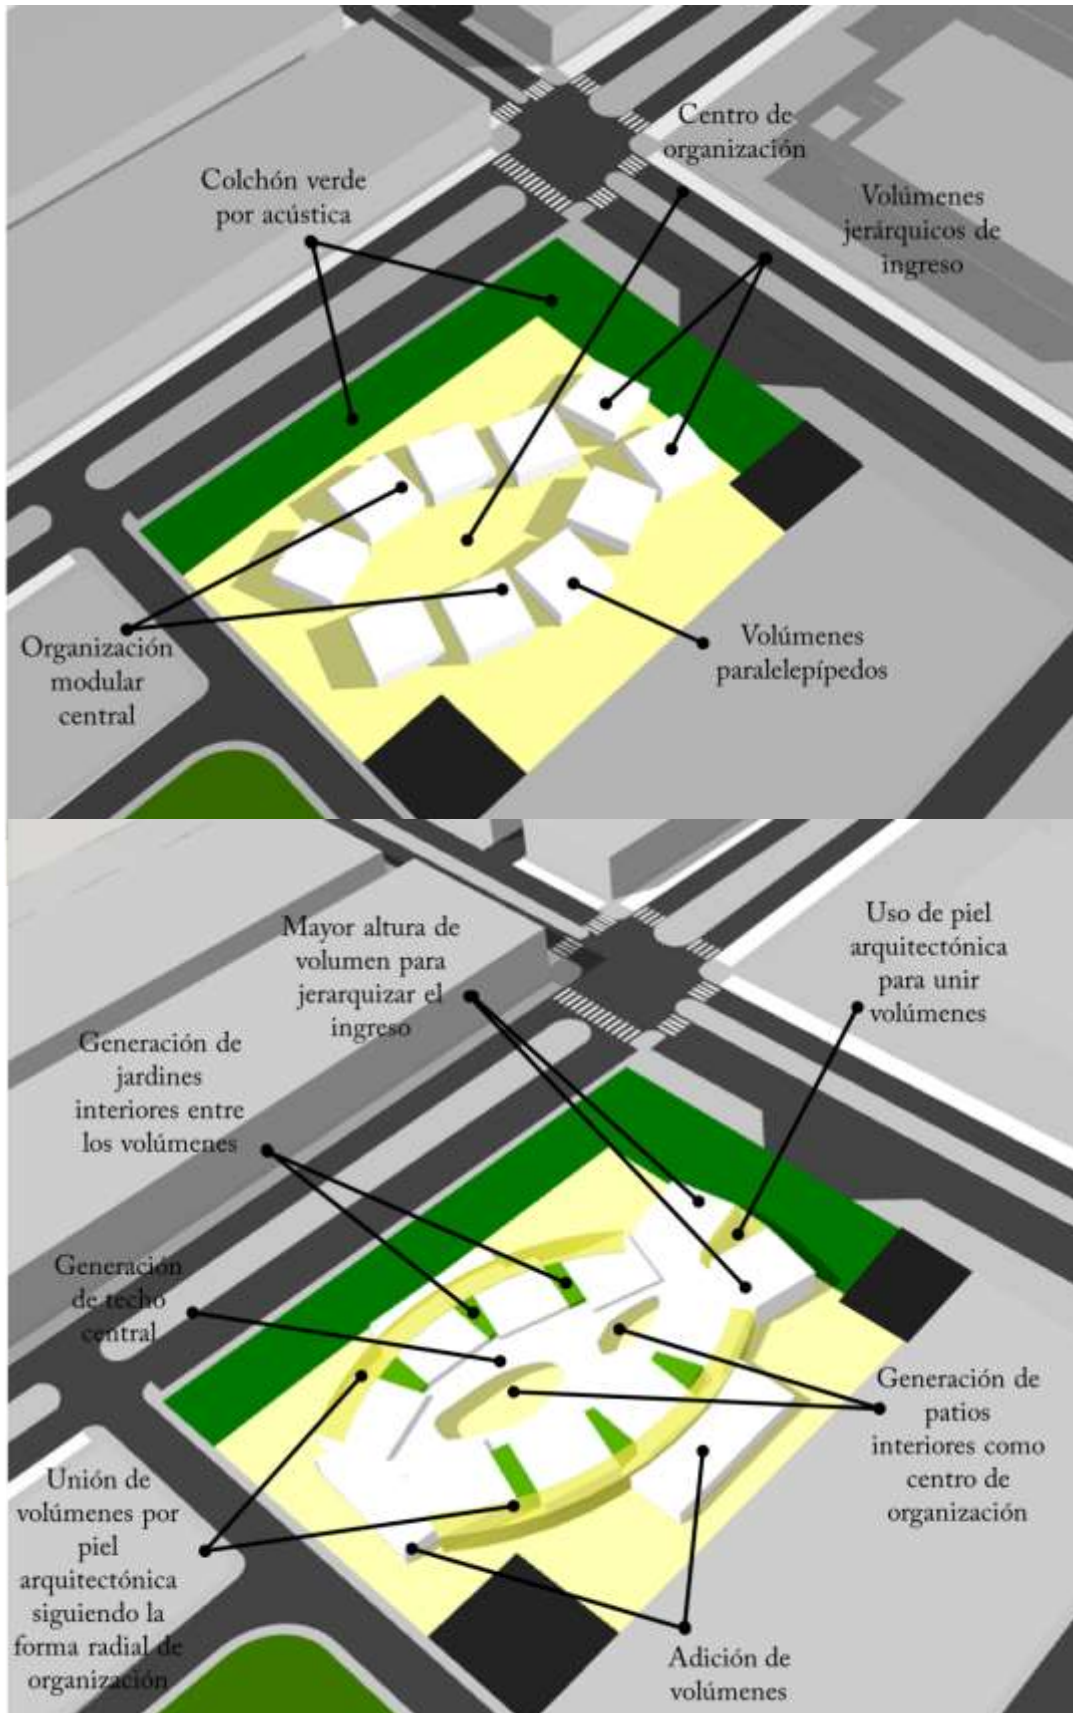 Centro de
organización
Colchón verde
por acústica
Volúmenes
jerárquicos de
ingreso
Organización
modular
central
Volúmenes
paralelepípedos
Mayor altura de
volumen para
jerarquizar el
ingreso
Uso de piel
arquitectónica
para unir
volúmenes
Generación de
jardines
interiores entre
los volúmenes
Generación
de techo
central
Generación de
patios
interiores como
centro de
organización
Unión de
volúmenes por
piel
arquitectónica
siguiendo la
forma radial de
organización
Adición de
volúmenes